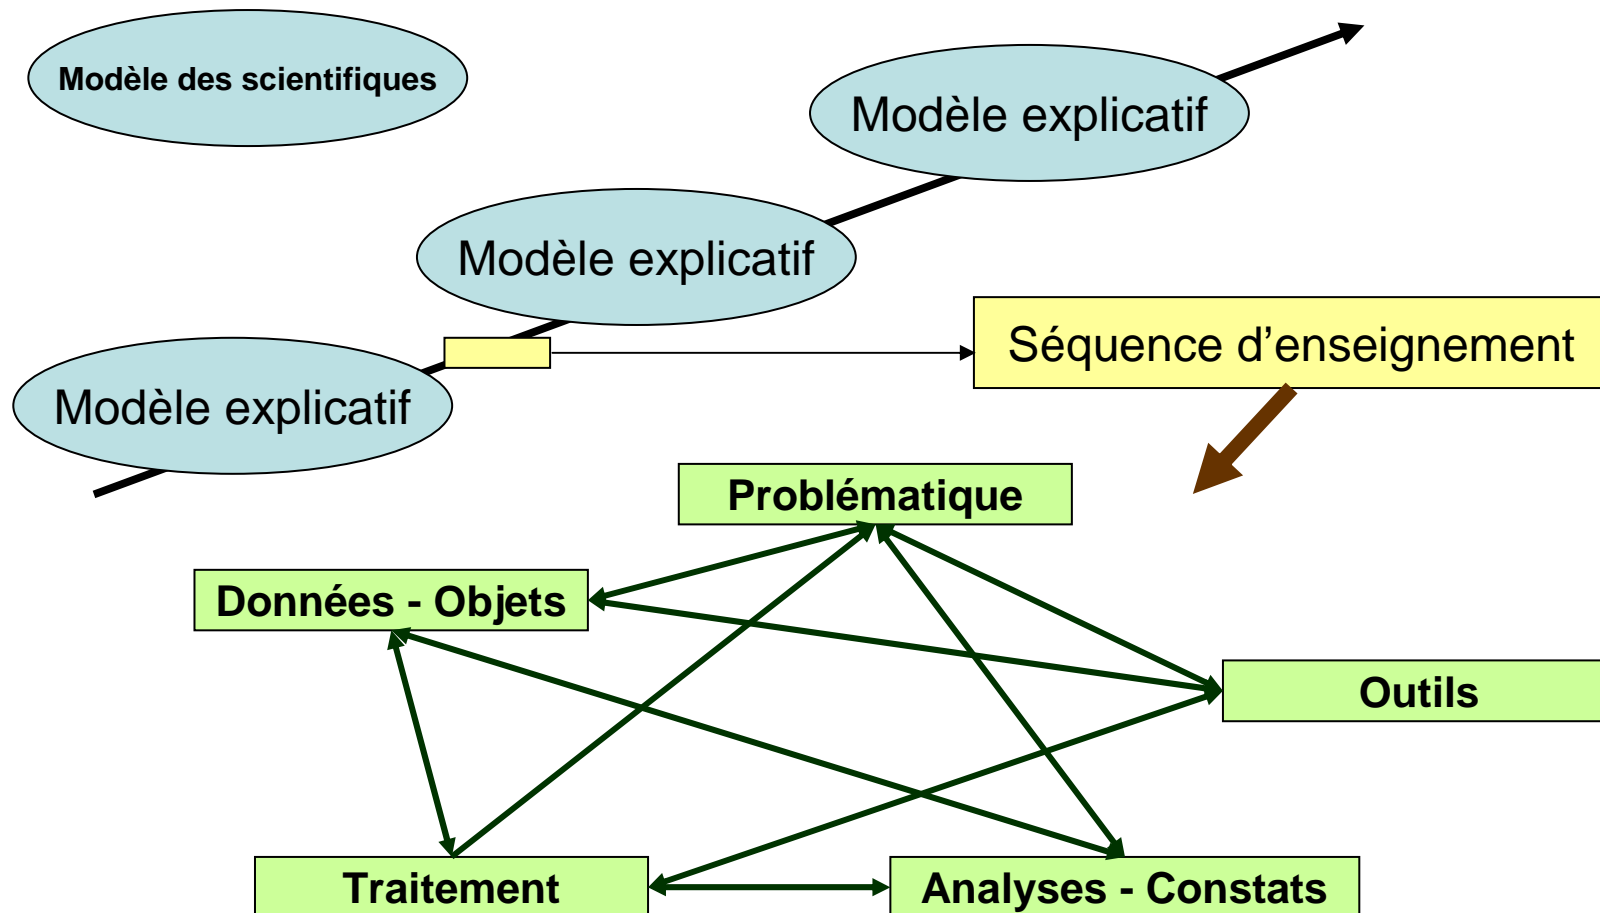 Modèle des scientifiques
Modèle explicatif
Modèle explicatif
Modèle explicatif
Séquence d’enseignement
Problématique
Données - Objets
Outils
Traitement
Analyses - Constats